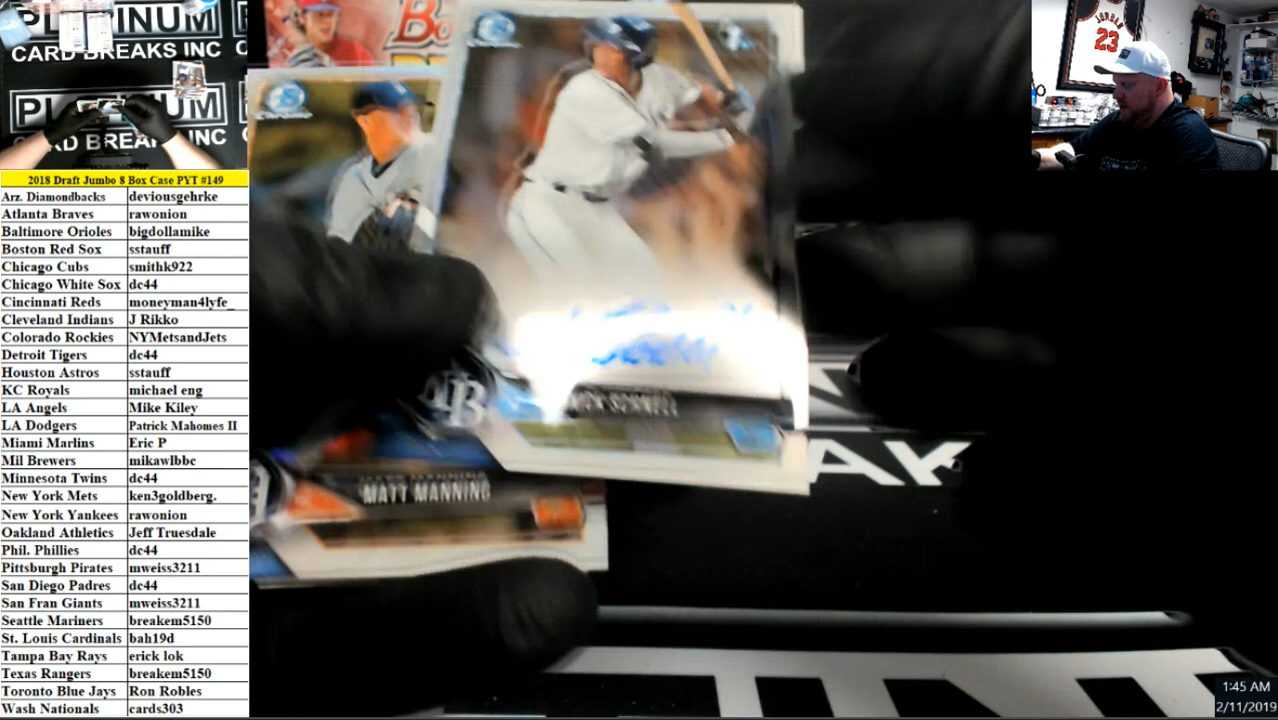 PLATINUM
CARD BREAKS INC
PLATINUM
CARD BREAKS INC
2018 Draft Jumbo 8 Box Case PYT #149
Arz. Diamondbacks deviousgehrke
Atlanta Braves rawonion
Baltimore Orioles bigdollamike
Boston Red Sox sstauff
Chicago Cubs smithk922
Chicago White Sox dc44
Cincinnati Reds moneyman4lyfe_
Cleveland Indians J Rikko
Colorado Rockies NYMetsandJets
Detroit Tigers dc44
Houston Astros sstauff
KC Royals michael eng
LA Angels Mike Kiley
LA Dodgers Patrick Mahomes II
Miami Marlins Eric P
Mil Brewers mikawlbbc
Minnesota Twins dc44
New York Mets ken3goldberg.
New York Yankees rawonion
Oakland Athletics Jeff Truesdale
Phil. Phillies dc44
Pittsburgh Pirates mweiss3211
San Diego Padres dc44
San Fran Giants mweiss3211
Seattle Mariners breakem5150
St. Louis Cardinals bah19d
Tampa Bay Rays erick lok
Texas Rangers breakem5150
Toronto Blue Jays Ron Robles
Wash Nationals cards303
Bo
NICK SCHNELL
MATT MANNING
AK
JORDAN
23
1:45 AM
2/11/2019